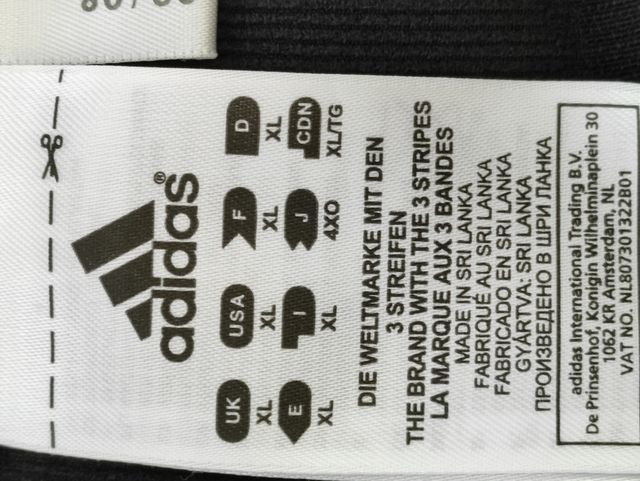 adidas®
UK USA F D
XL XL XL XL
E I J CDN
XL XL 4XO XL/TG
DIE WELTMARKE MIT DEN
3 STREIFEN
THE BRAND WITH THE 3 STRIPES
LA MARQUE AUX 3 BANDES
MADE IN SRI LANKA
FABRIQUÉ AU SRI LANKA
FABRICADO EN SRI LANKA
GYÁRTVA: SRI LANKA
ПРОИЗВЕДЕНО В ШРИ ЛАНКА
adidas International Trading B.V.
De Prinsenhof, Konigin Wilhelminaplein 30
1062 KR Amsterdam, NL
VAT NO. NL807301322B01